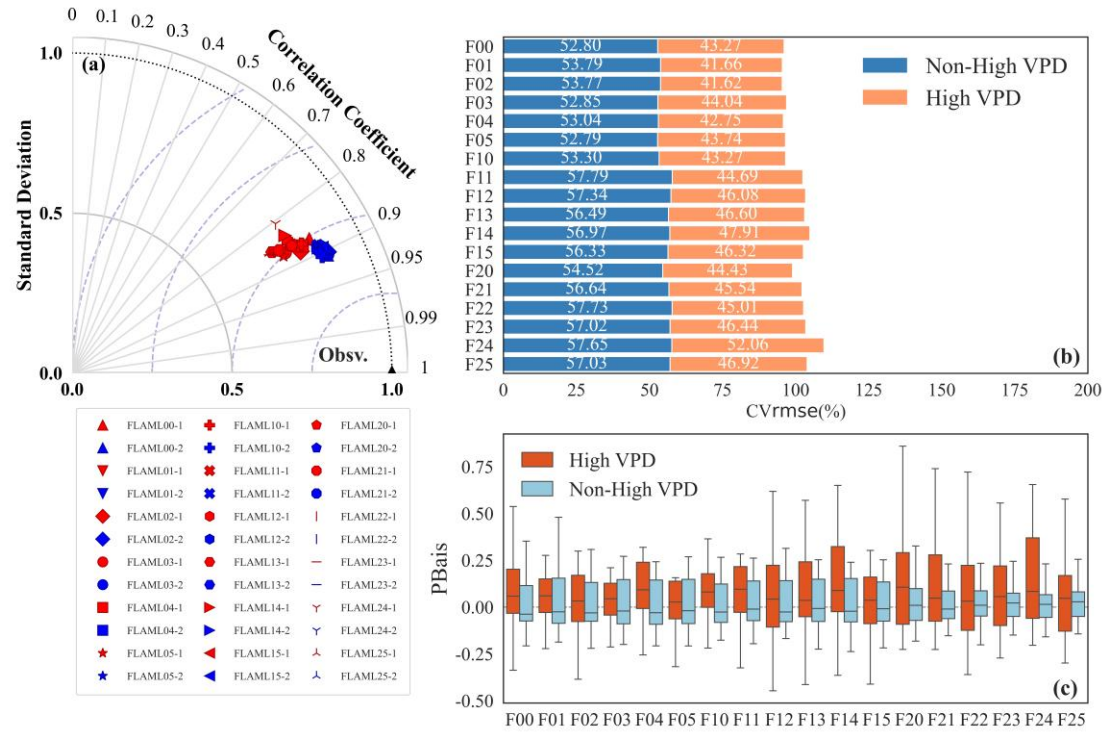 (a)
0
0.1
0.2
0.3
0.4
0.5
0.6
0.7
0.8
0.9
0.95
0.99
1
Correlation Coefficient
Standard Deviation
1.0
0.5
0.0
0.0
0.5
1.0
Obsv.
FLAML00-1
FLAML00-2
FLAML01-1
FLAML01-2
FLAML02-1
FLAML02-2
FLAML03-1
FLAML03-2
FLAML04-1
FLAML04-2
FLAML05-1
FLAML05-2
FLAML10-1
FLAML10-2
FLAML11-1
FLAML11-2
FLAML12-1
FLAML12-2
FLAML13-1
FLAML13-2
FLAML14-1
FLAML14-2
FLAML15-1
FLAML15-2
FLAML20-1
FLAML20-2
FLAML21-1
FLAML21-2
FLAML22-1
FLAML22-2
FLAML23-1
FLAML23-2
FLAML24-1
FLAML24-2
FLAML25-1
FLAML25-2
F00 52.80 43.27
F01 53.79 41.66
F02 53.77 41.62
F03 52.85 44.04
F04 53.04 42.75
F05 52.79 43.74
F10 53.30 43.27
F11 57.79 44.69
F12 57.34 46.08
F13 56.49 46.60
F14 56.97 47.91
F15 56.33 46.32
F20 54.52 44.43
F21 56.64 45.54
F22 57.73 45.01
F23 57.02 46.44
F24 57.65 52.06
F25 57.03 46.92
Non-High VPD
High VPD
(b)
0 25 50 75 100 125 150 175 200
CVrmse(%)
High VPD
Non-High VPD
PBais
0.75
0.50
0.25
0.00
-0.25
-0.50
(c)
F00 F01 F02 F03 F04 F05 F10 F11 F12 F13 F14 F15 F20 F21 F22 F23 F24 F25